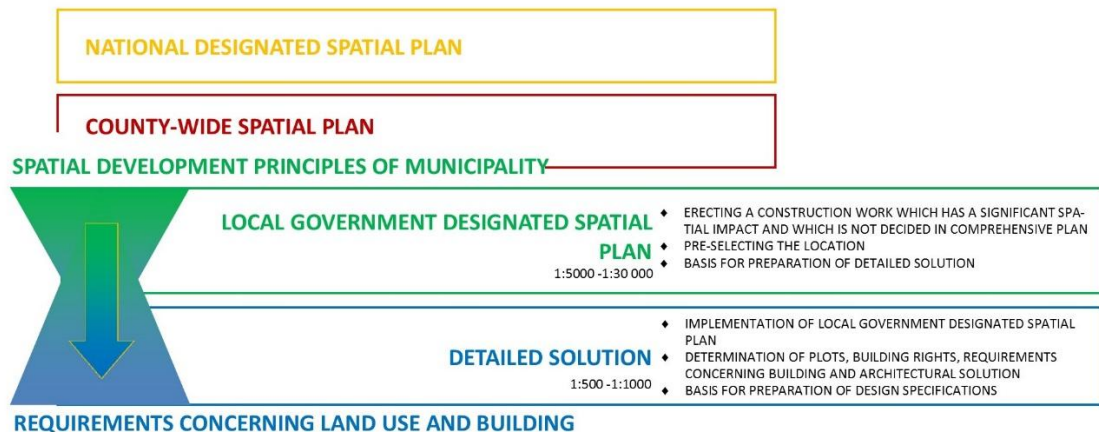 NATIONAL DESIGNATED SPATIAL PLAN
COUNTY-WIDE SPATIAL PLAN
SPATIAL DEVELOPMENT PRINCIPLES OF MUNICIPALITY
LOCAL GOVERNMENT DESIGNATED SPATIAL
PLAN
1:5000 -1:30 000
♦ ERECTING A CONSTRUCTION WORK WHICH HAS A SIGNIFICANT SPA-
TIAL IMPACT AND WHICH IS NOT DECIDED IN COMPREHENSIVE PLAN
♦ PRE-SELECTING THE LOCATION
♦ BASIS FOR PREPARATION OF DETAILED SOLUTION
DETAILED SOLUTION
1:500 -1:1000
♦ IMPLEMENTATION OF LOCAL GOVERNMENT DESIGNATED SPATIAL
PLAN
♦ DETERMINATION OF PLOTS, BUILDING RIGHTS, REQUIREMENTS
CONCERNING BUILDING AND ARCHITECTURAL SOLUTION
♦ BASIS FOR PREPARATION OF DESIGN SPECIFICATIONS
REQUIREMENTS CONCERNING LAND USE AND BUILDING